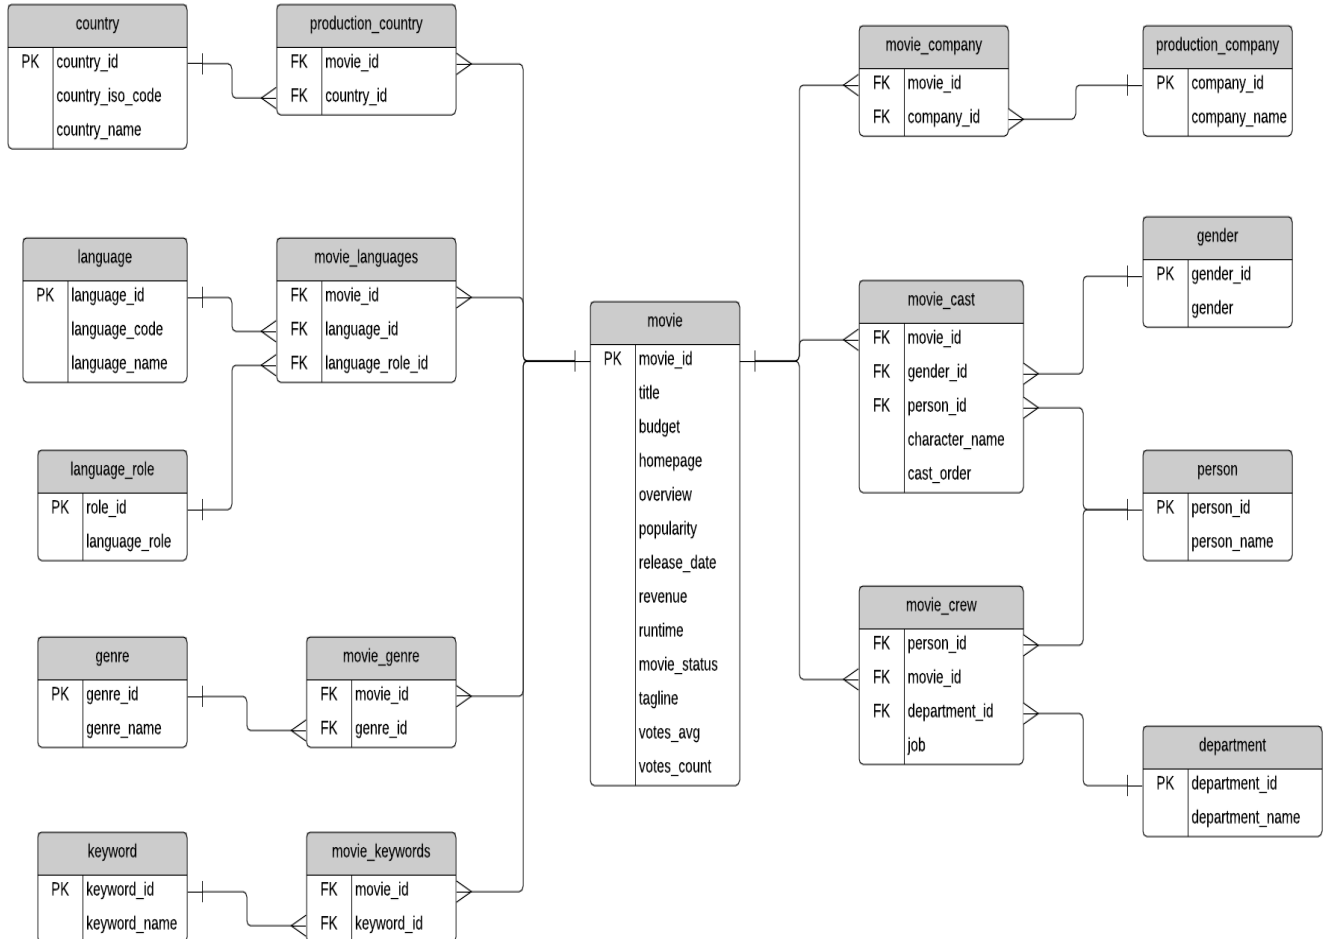 country
PK country_id
country_iso_code
country_name
production_country
FK movie_id
FK country_id
language
PK language_id
language_code
language_name
movie_languages
FK movie_id
FK language_id
FK language_role_id
language_role
PK role_id
language_role
genre
PK genre_id
genre_name
movie_genre
FK movie_id
FK genre_id
keyword
PK keyword_id
keyword_name
movie_keywords
FK movie_id
FK keyword_id
movie
PK movie_id
title
budget
homepage
overview
popularity
release_date
revenue
runtime
movie_status
tagline
votes_avg
votes_count
movie_company
FK movie_id
FK company_id
production_company
PK company_id
company_name
gender
PK gender_id
gender
movie_cast
FK movie_id
FK gender_id
FK person_id
character_name
cast_order
person
PK person_id
person_name
movie_crew
FK person_id
FK movie_id
FK department_id
job
department
PK department_id
department_name